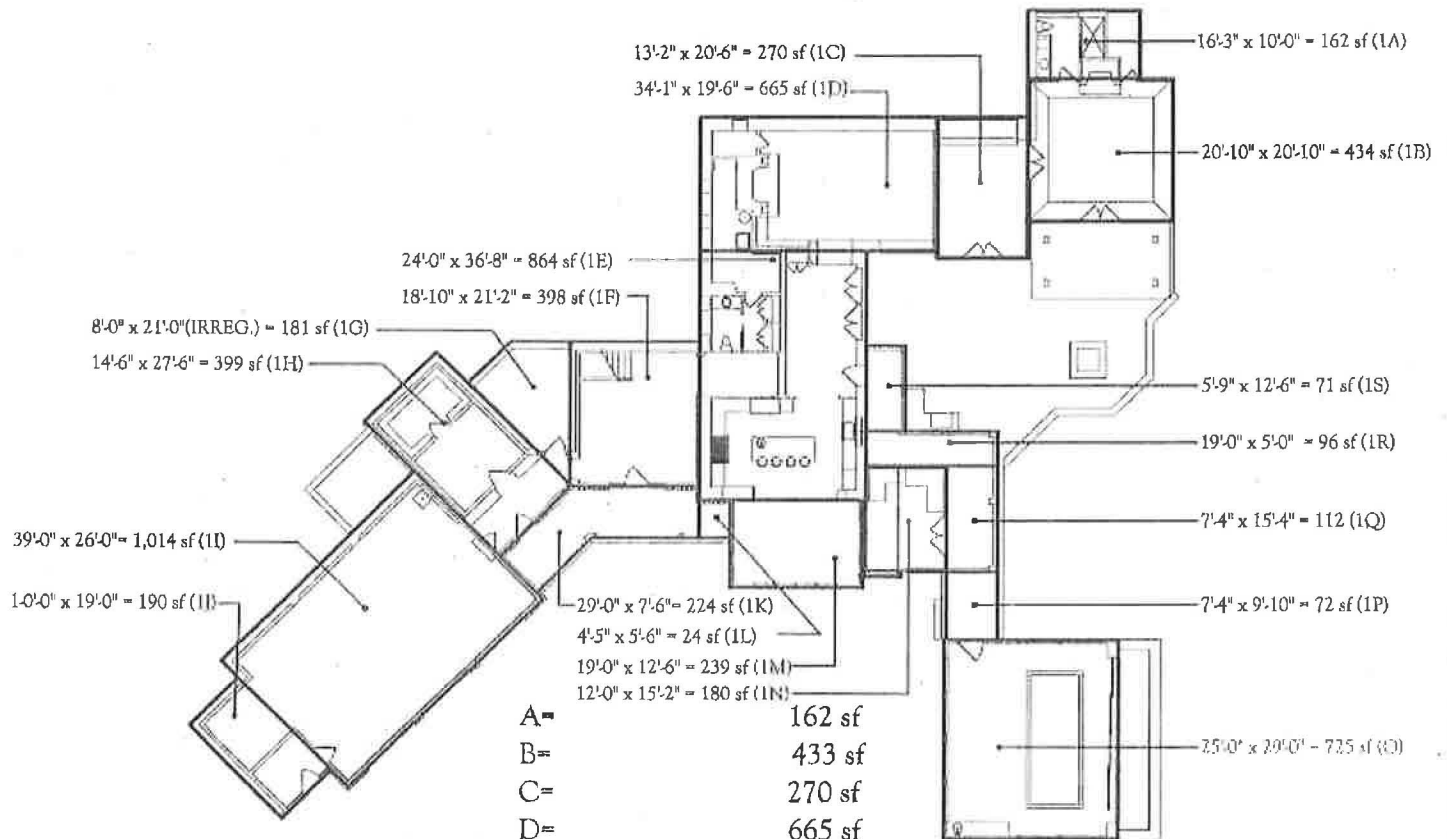 16'-3" x 10'-0" = 162 sf (1A)
13'-2" x 20'-6" = 270 sf (1C)
34'-1" x 19'-6" = 665 sf (1D)
20'-10" x 20'-10" = 434 sf (1B)
24'-0" x 36'-8" = 864 sf (1E)
18'-10" x 21'-2" = 398 sf (1F)
8'-0" x 21'-0"(IRREG.) = 181 sf (1G)
14'-6" x 27'-6" = 399 sf (1H)
5'-9" x 12'-6" = 71 sf (1S)
19'-0" x 5'-0" = 96 sf (1R)
7'-4" x 15'-4" = 112 (1Q)
39'-0" x 26'-0"= 1,014 sf (1I)
1-0'-0" x 19'-0" = 190 sf (1J)
29'-0" x 7'-6"= 224 sf (1K)
7'-4" x 9'-10" = 72 sf (1P)
4'-5" x 5'-6" = 24 sf (1L)
19'-0" x 12'-6" = 239 sf (1M)
12'-0" x 15'-2" = 180 sf (1N)
A= 162 sf
B= 433 sf
25'-0" x 29'-0" = 725 sf (O)
C= 270 sf
D= 665 sf